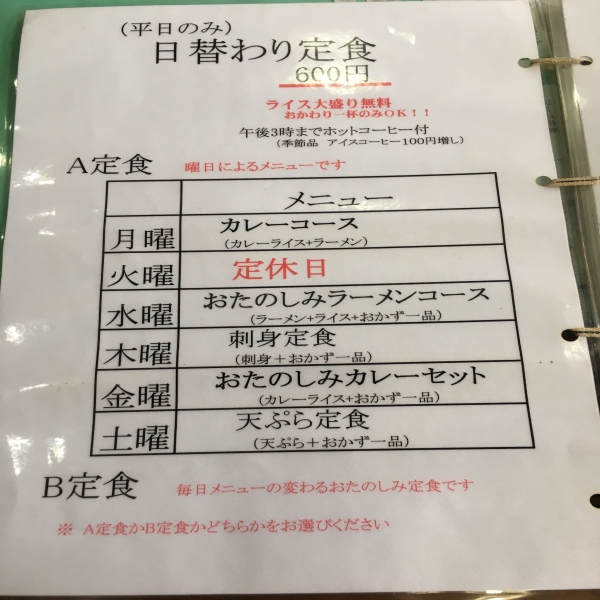 (平日のみ)
日替わり定食
600円
ライス大盛り無料
おかわり一杯のみOK！！
午後3時までホットコーヒー付
(季節品 アイスコーヒー100円増し)
A定食 曜日によるメニューです
メニュー
月曜 カレーコース
(カレーライス+ラーメン)
火曜 定休日
水曜 おたのしみラーメンコース
(ラーメン+ライス+おかず一品)
木曜 刺身定食
(刺身＋おかず一品)
金曜 おたのしみカレーセット
(カレーライス+おかず一品)
土曜 天ぷら定食
(天ぷら＋おかず一品)
B定食 毎日メニューの変わるおたのしみ定食です
※ A定食かB定食かどちらかをお選びください